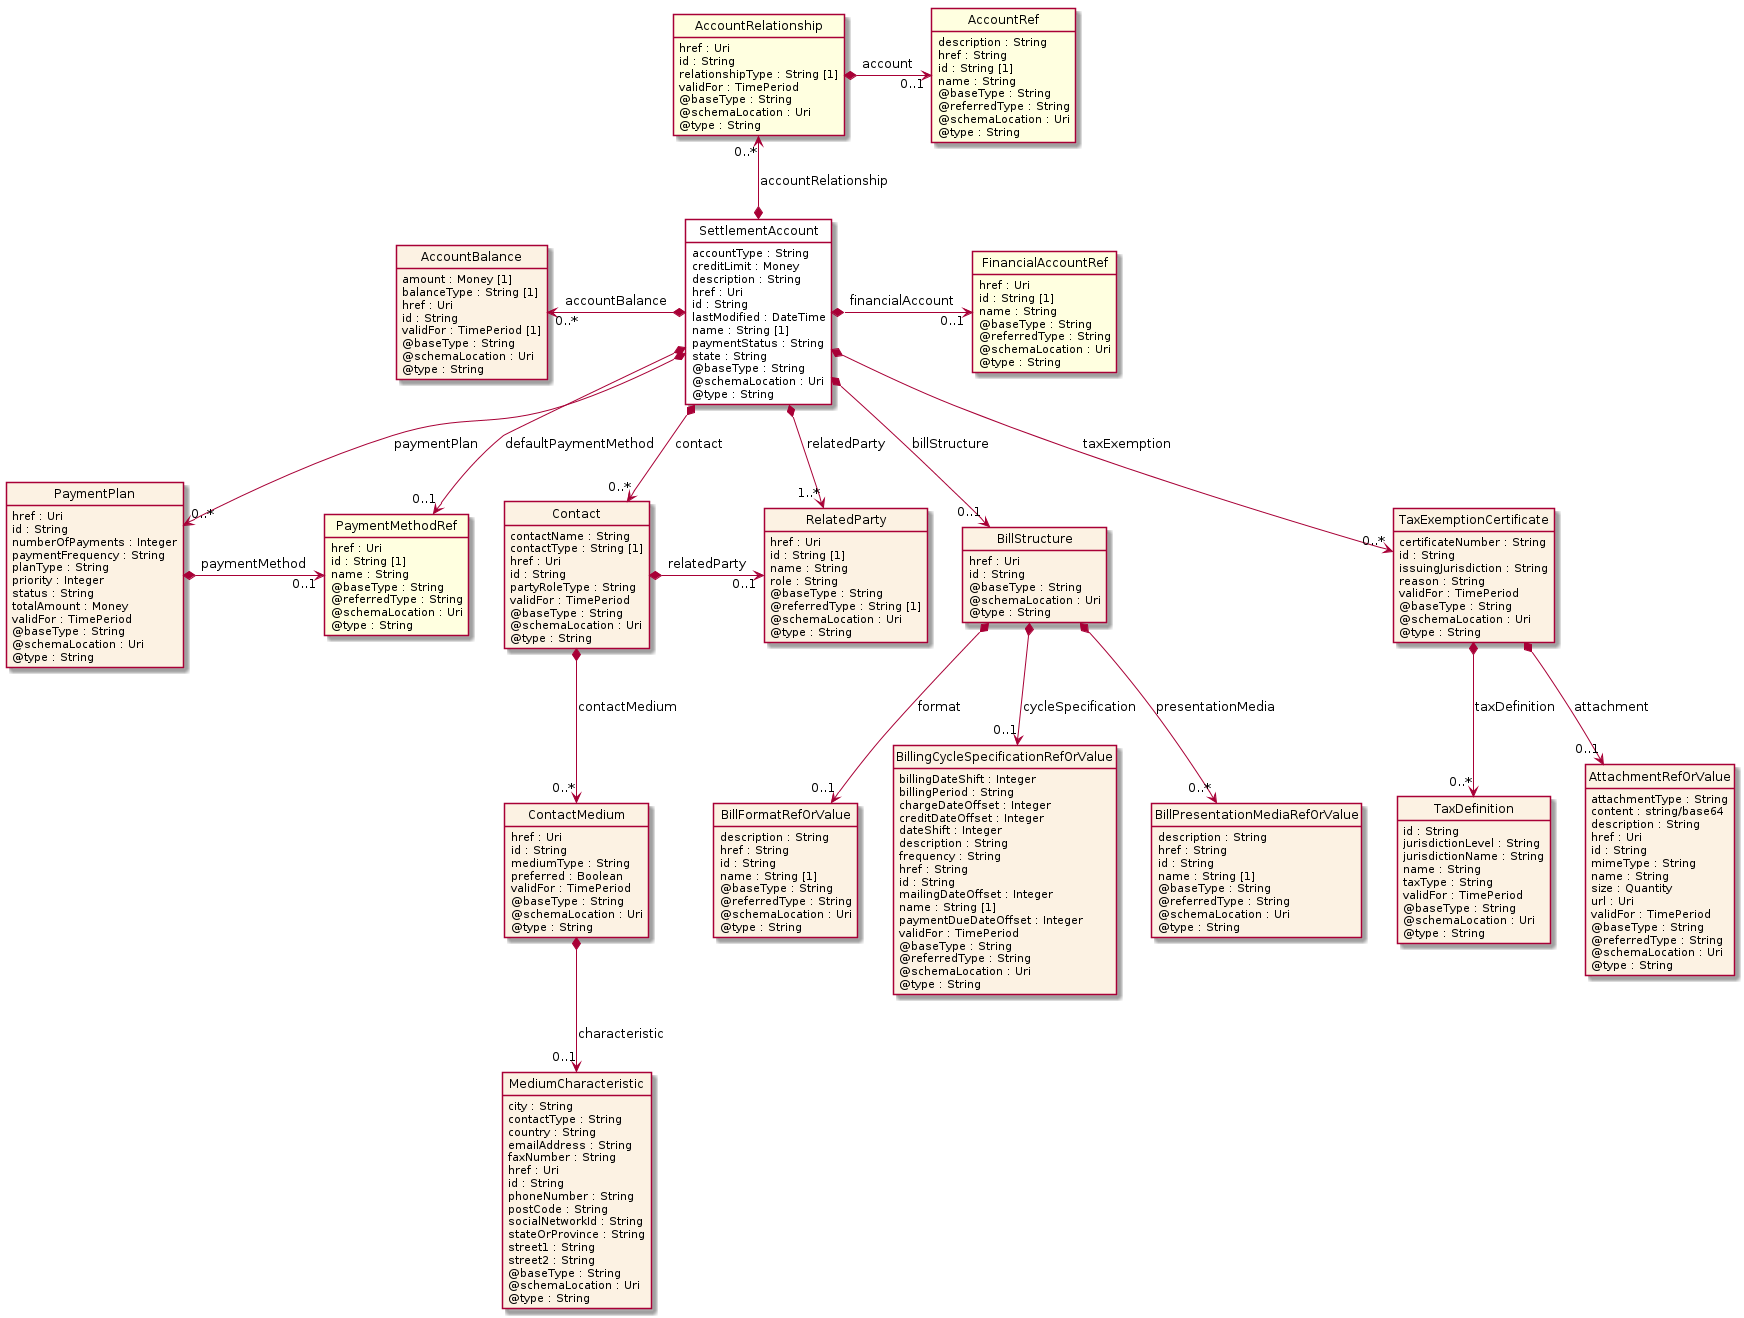 AccountRelationship
href : Uri
id : String
relationshipType : String [1]
validFor : TimePeriod
@baseType : String
@schemaLocation : Uri
@type : String
account
0..1
AccountRef
description : String
href : String
id : String [1]
name : String
@baseType : String
@referredType : String
@schemaLocation : Uri
@type : String
0..*
accountRelationship
SettlementAccount
accountType : String
creditLimit : Money
description : String
href : Uri
id : String
lastModified : DateTime
name : String [1]
paymentStatus : String
state : String
@baseType : String
@schemaLocation : Uri
@type : String
AccountBalance
amount : Money [1]
balanceType : String [1]
href : Uri
id : String
validFor : TimePeriod [1]
@baseType : String
@schemaLocation : Uri
@type : String
accountBalance
0..*
financialAccount
0..1
FinancialAccountRef
href : Uri
id : String [1]
name : String
@baseType : String
@referredType : String
@schemaLocation : Uri
@type : String
paymentPlan
0..*
defaultPaymentMethod
0..1
contact
0..*
relatedParty
1..*
billStructure
0..1
taxExemption
0..*
PaymentPlan
href : Uri
id : String
numberOfPayments : Integer
paymentFrequency : String
planType : String
priority : Integer
status : String
totalAmount : Money
validFor : TimePeriod
@baseType : String
@schemaLocation : Uri
@type : String
paymentMethod
0..1
PaymentMethodRef
href : Uri
id : String [1]
name : String
@baseType : String
@referredType : String
@schemaLocation : Uri
@type : String
Contact
contactName : String
contactType : String [1]
href : Uri
id : String
partyRoleType : String
validFor : TimePeriod
@baseType : String
@schemaLocation : Uri
@type : String
relatedParty
0..1
RelatedParty
href : Uri
id : String [1]
name : String
role : String
@baseType : String
@referredType : String [1]
@schemaLocation : Uri
@type : String
BillStructure
href : Uri
id : String
@baseType : String
@schemaLocation : Uri
@type : String
TaxExemptionCertificate
certificateNumber : String
id : String
issuingJurisdiction : String
reason : String
validFor : TimePeriod
@baseType : String
@schemaLocation : Uri
@type : String
contactMedium
0..*
format
0..1
cycleSpecification
0..1
presentationMedia
0..*
taxDefinition
0..*
attachment
0..1
ContactMedium
href : Uri
id : String
mediumType : String
preferred : Boolean
validFor : TimePeriod
@baseType : String
@schemaLocation : Uri
@type : String
BillFormatRefOrValue
description : String
href : String
id : String
name : String [1]
@baseType : String
@referredType : String
@schemaLocation : Uri
@type : String
BillingCycleSpecificationRefOrValue
billingDateShift : Integer
billingPeriod : String
chargeDateOffset : Integer
creditDateOffset : Integer
dateShift : Integer
description : String
frequency : String
href : String
id : String
mailingDateOffset : Integer
name : String [1]
paymentDueDateOffset : Integer
validFor : TimePeriod
@baseType : String
@referredType : String
@schemaLocation : Uri
@type : String
BillPresentationMediaRefOrValue
description : String
href : String
id : String
name : String [1]
@baseType : String
@referredType : String
@schemaLocation : Uri
@type : String
TaxDefinition
id : String
jurisdictionLevel : String
jurisdictionName : String
name : String
taxType : String
validFor : TimePeriod
@baseType : String
@schemaLocation : Uri
@type : String
AttachmentRefOrValue
attachmentType : String
content : string/base64
description : String
href : Uri
id : String
mimeType : String
name : String
size : Quantity
url : Uri
validFor : TimePeriod
@baseType : String
@referredType : String
@schemaLocation : Uri
@type : String
characteristic
0..1
MediumCharacteristic
city : String
contactType : String
country : String
emailAddress : String
faxNumber : String
href : Uri
id : String
phoneNumber : String
postCode : String
socialNetworkId : String
stateOrProvince : String
street1 : String
street2 : String
@baseType : String
@schemaLocation : Uri
@type : String